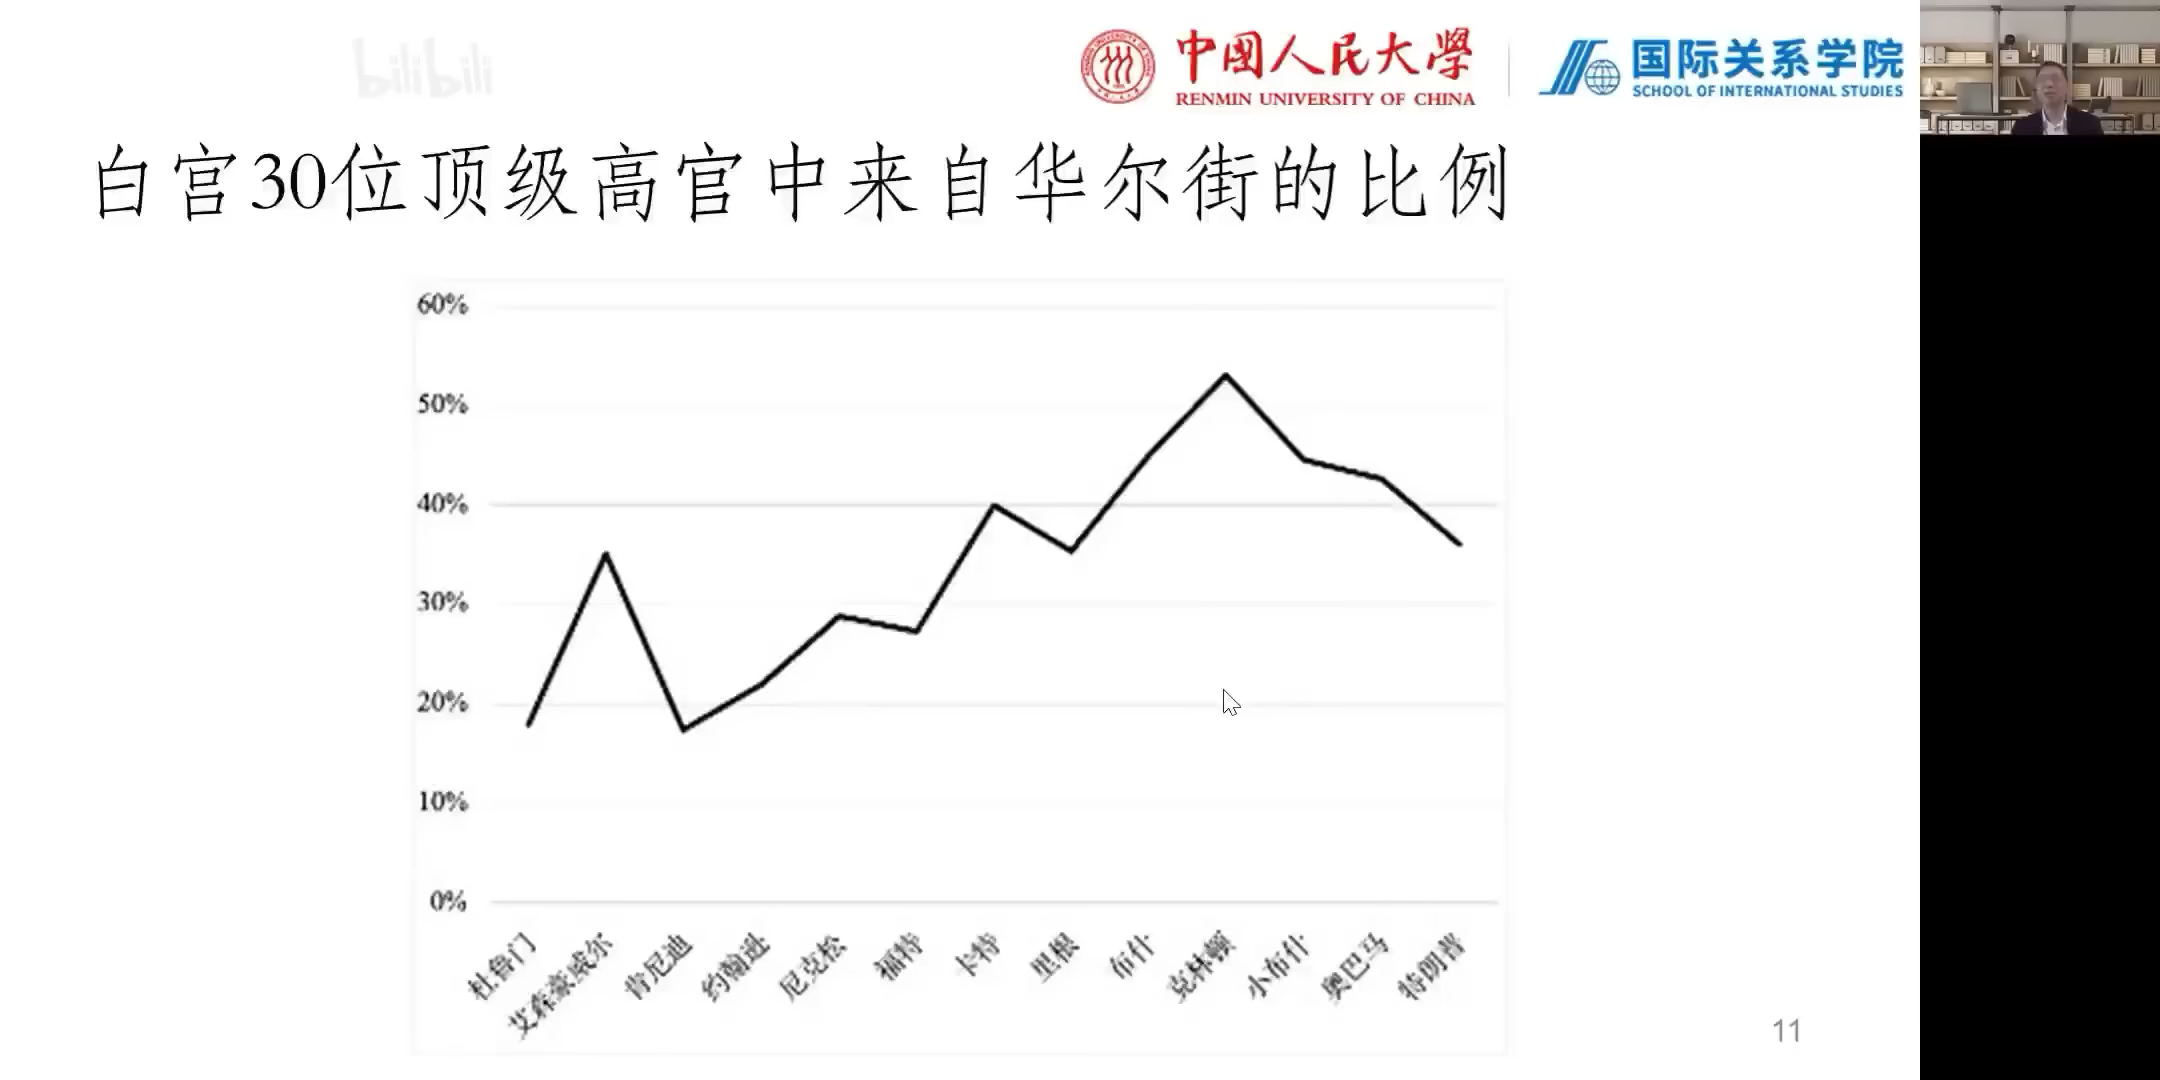 bilibili
中国人民大学
RENMIN UNIVERSITY OF CHINA
国际关系学院
SCHOOL OF INTERNATIONAL STUDIES
白宫30位顶级高官中来自华尔街的比例
60%
50%
40%
30%
20%
10%
0%
杜鲁门
艾森豪威尔
肯尼迪
约翰逊
尼克松
福特
卡特
里根
布什
克林顿
小布什
奥巴马
特朗普
11